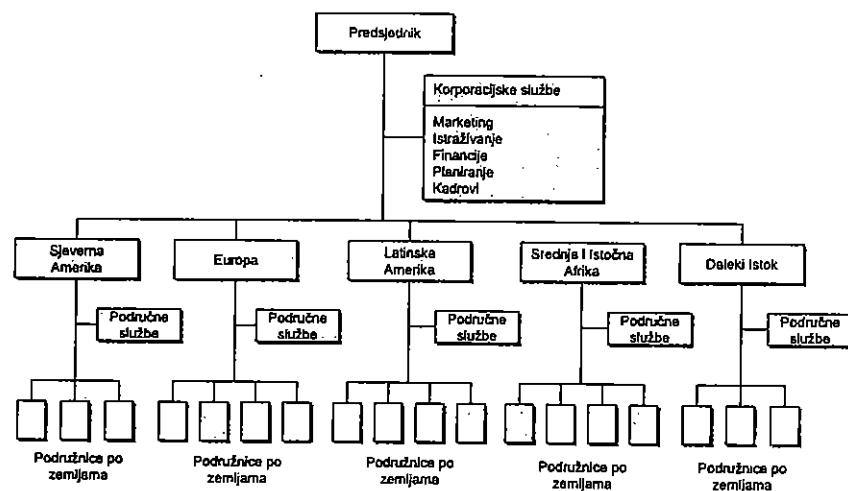 Predsjednik
Korporacijske službe
Marketing
Istraživanje
Financije
Planiranje
Kadrovi
Sjeverna
Amerika
Europa
Latinska
Amerika
Srednja i Istočna
Afrika
Daleki Istok
Područne
službe
Područne
službe
Područne
službe
Područne
službe
Područne
službe
Podružnice po
zemljama
Podružnice po
zemljama
Podružnice po
zemljama
Podružnice po
zemljama
Podružnice po
zemljama